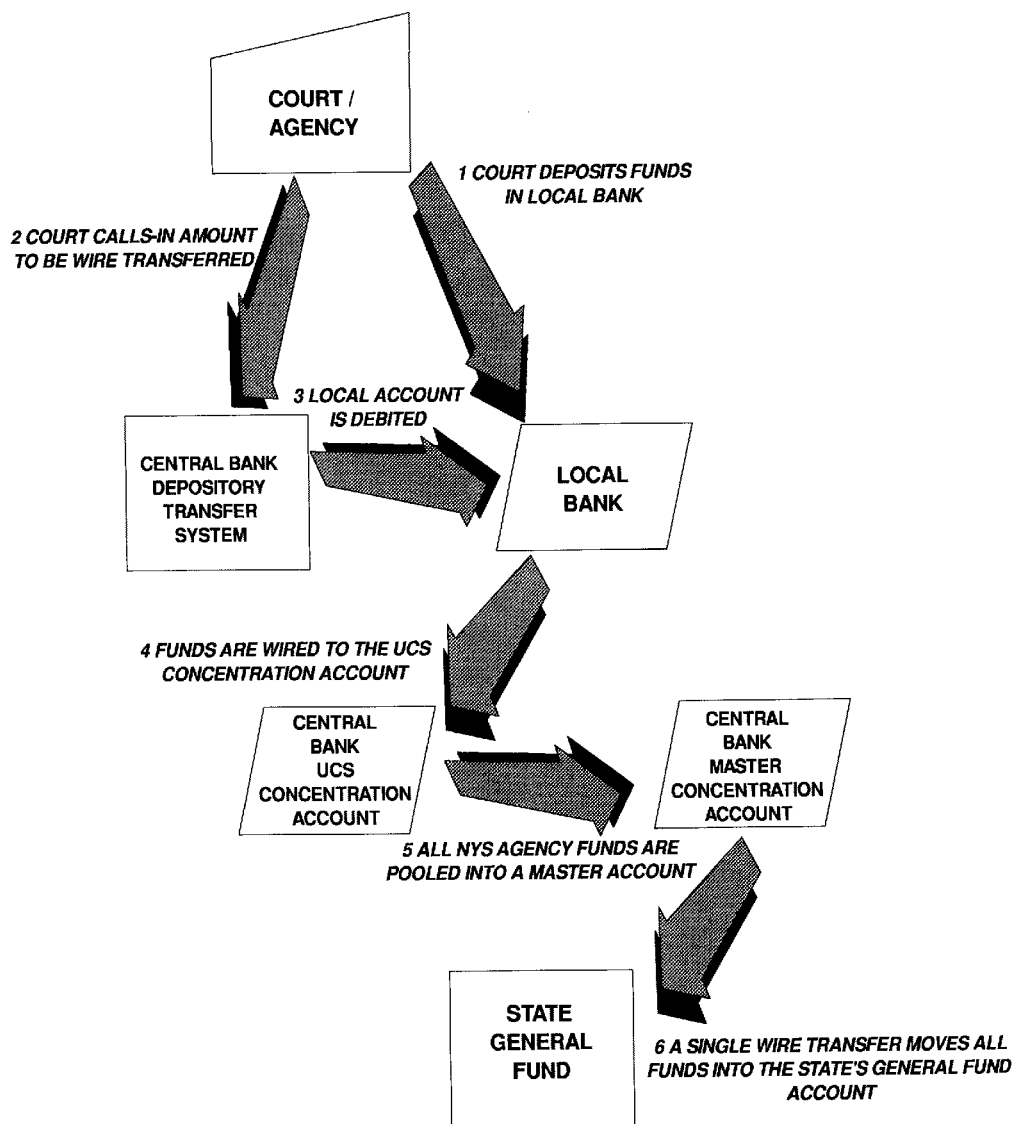 COURT /
AGENCY
1 COURT DEPOSITS FUNDS
IN LOCAL BANK
2 COURT CALLS-IN AMOUNT
TO BE WIRE TRANSFERRED
3 LOCAL ACCOUNT
IS DEBITED
CENTRAL BANK
DEPOSITORY
TRANSFER
SYSTEM
LOCAL
BANK
4 FUNDS ARE WIRED TO THE UCS
CONCENTRATION ACCOUNT
CENTRAL
BANK
UCS
CONCENTRATION
ACCOUNT
CENTRAL
BANK
MASTER
CONCENTRATION
ACCOUNT
5 ALL NYS AGENCY FUNDS ARE
POOLED INTO A MASTER ACCOUNT
STATE
GENERAL
FUND
6 A SINGLE WIRE TRANSFER MOVES ALL
FUNDS INTO THE STATE'S GENERAL FUND
ACCOUNT